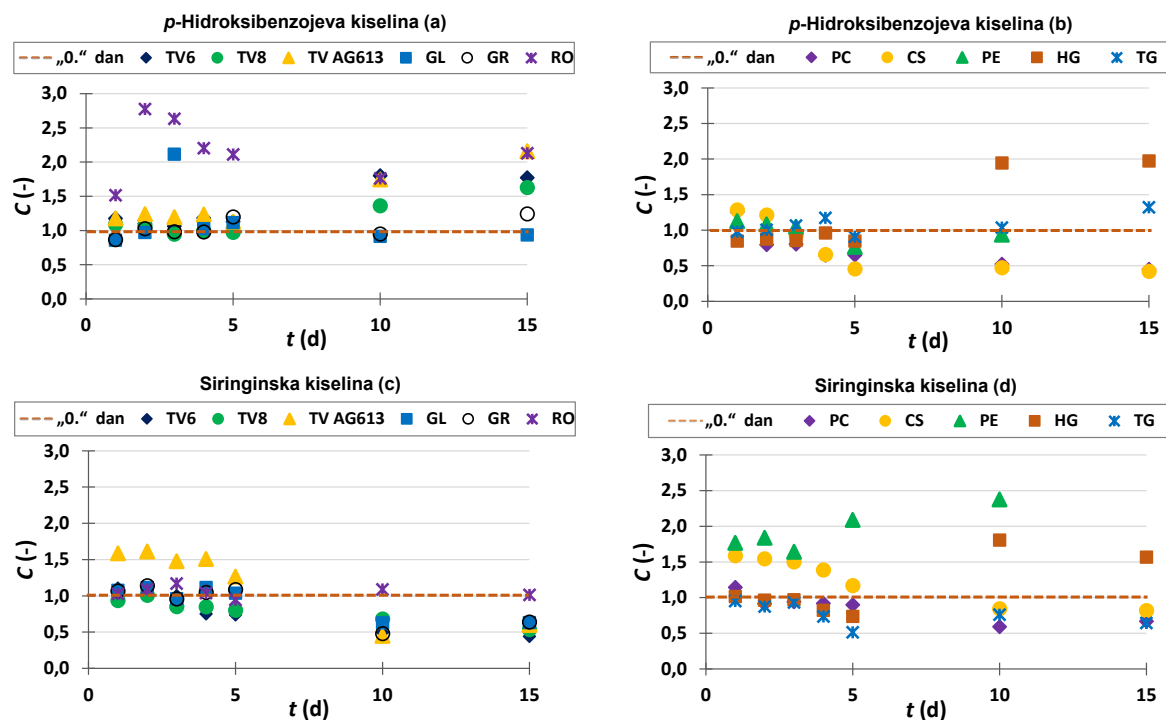 p-Hidroksibenzojeva kiselina (a)
„0.“ dan TV6 TV8 TV AG613 GL GR RO
3,0
2,5
2,0
1,5
1,0
0,5
0,0
C (-)
0 5 10 15
t (d)
p-Hidroksibenzojeva kiselina (b)
„0.“ dan PC CS PE HG TG
3,0
2,5
2,0
1,5
1,0
0,5
0,0
C (-)
0 5 10 15
t (d)
Siringinska kiselina (c)
„0.“ dan TV6 TV8 TV AG613 GL GR RO
3,0
2,5
2,0
1,5
1,0
0,5
0,0
C (-)
0 5 10 15
t (d)
Siringinska kiselina (d)
„0.“ dan PC CS PE HG TG
3,0
2,5
2,0
1,5
1,0
0,5
0,0
C (-)
0 5 10 15
t (d)